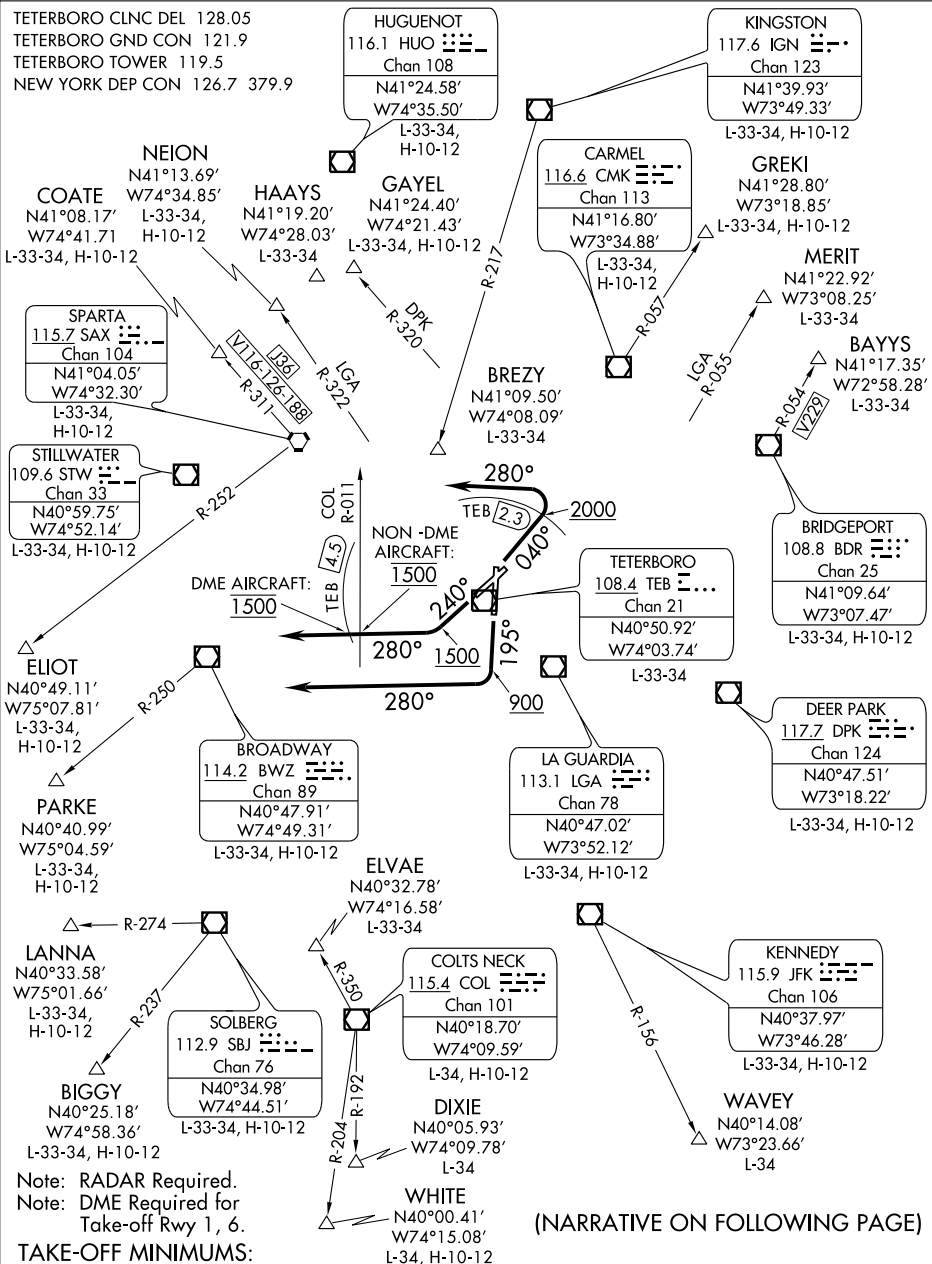 TETERBORO CLNC DEL 128.05
TETERBORO GND CON 121.9
TETERBORO TOWER 119.5
NEW YORK DEP CON 126.7 379.9
HUGUENOT
116.1 HUO
Chan 108
N41°24.58’
W74°35.50’
L-33-34,
H-10-12
KINGSTON
117.6 IGN
Chan 123
N41°39.93’
W73°49.33’
L-33-34, H-10-12
NEION
N41°13.69’
W74°34.85’
L-33-34,
H-10-12
COATE
N41°08.17’
W74°41.71
L-33-34, H-10-12
HAAYS
N41°19.20’
W74°28.03’
L-33-34
GAYEL
N41°24.40’
W74°21.43’
L-33-34, H-10-12
CARMEL
116.6 CMK
Chan 113
N41°16.80’
W73°34.88’
L-33-34,
H-10-12
GREKI
N41°28.80’
W73°18.85’
L-33-34, H-10-12
MERIT
N41°22.92’
W73°08.25’
L-33-34
BAYYS
N41°17.35’
W72°58.28’
L-33-34
R-217
R-057
DPK
R-320
LGA
R-055
R-054
V229
SPARTA
115.7 SAX
Chan 104
N41°04.05’
W74°32.30’
L-33-34,
H-10-12
J36
V116-126-188
R-311
LGA
R-322
BREZY
N41°09.50’
W74°08.09’
L-33-34
STILLWATER
109.6 STW
Chan 33
N40°59.75’
W74°52.14’
L-33-34, H-10-12
R-252
COL
R-011
280°
TEB 2.3
2000
040°
NON -DME
AIRCRAFT:
1500
TEB 4.5
DME AIRCRAFT:
1500
240°
280°
1500
195°
280°
900
TETERBORO
108.4 TEB
Chan 21
N40°50.92’
W74°03.74’
L-33-34
BRIDGEPORT
108.8 BDR
Chan 25
N41°09.64’
W73°07.47’
L-33-34, H-10-12
ELIOT
N40°49.11’
W75°07.81’
L-33-34,
H-10-12
R-250
BROADWAY
114.2 BWZ
Chan 89
N40°47.91’
W74°49.31’
L-33-34, H-10-12
LA GUARDIA
113.1 LGA
Chan 78
N40°47.02’
W73°52.12’
L-33-34, H-10-12
DEER PARK
117.7 DPK
Chan 124
N40°47.51’
W73°18.22’
L-33-34, H-10-12
PARKE
N40°40.99’
W75°04.59’
L-33-34,
H-10-12
ELVAE
N40°32.78’
W74°16.58’
L-33-34
R-274
LANNA
N40°33.58’
W75°01.66’
L-33-34,
H-10-12
R-237
SOLBERG
112.9 SBJ
Chan 76
N40°34.98’
W74°44.51’
L-33-34, H-10-12
R-350
COLTS NECK
115.4 COL
Chan 101
N40°18.70’
W74°09.59’
L-34, H-10-12
KENNEDY
115.9 JFK
Chan 106
N40°37.97’
W73°46.28’
L-33-34, H-10-12
R-156
BIGGY
N40°25.18’
W74°58.36’
L-33-34, H-10-12
R-192
R-204
DIXIE
N40°05.93’
W74°09.78’
L-34
WAVEY
N40°14.08’
W73°23.66’
L-34
WHITE
N40°00.41’
W74°15.08’
L-34, H-10-12
Note: RADAR Required.
Note: DME Required for
Take-off Rwy 1, 6.
TAKE-OFF MINIMUMS:
(NARRATIVE ON FOLLOWING PAGE)